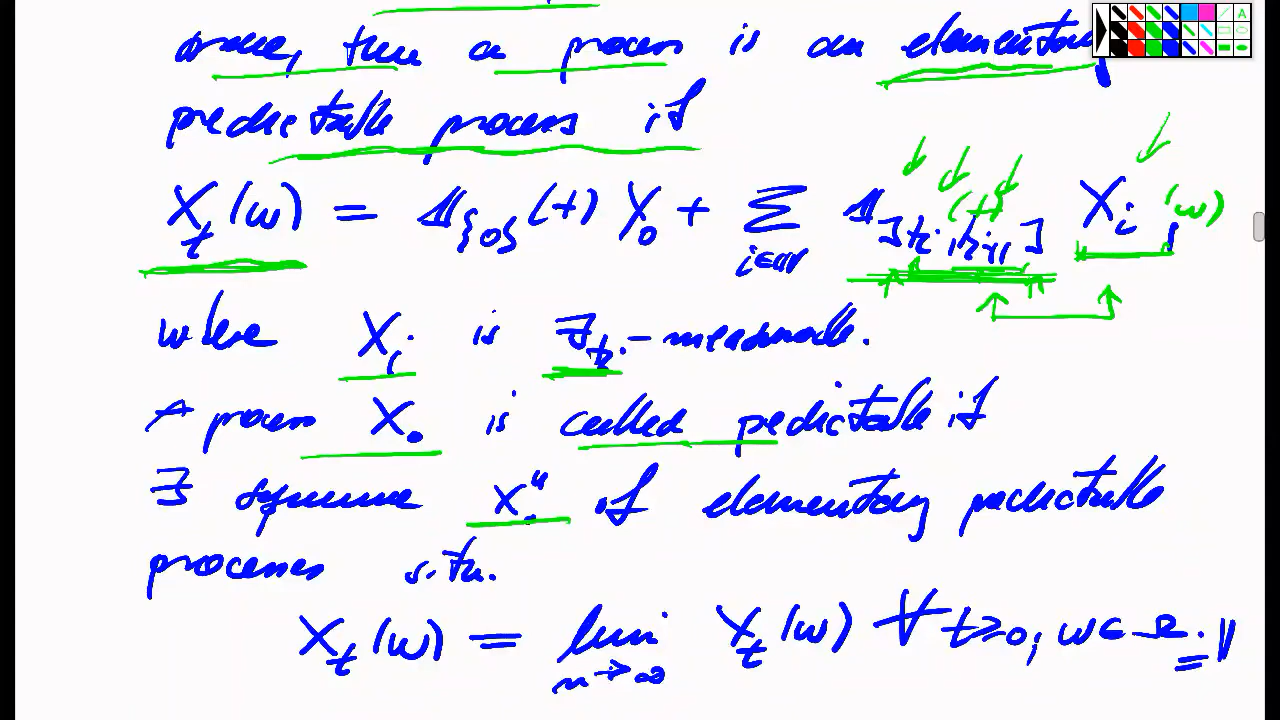 then a process is an elementary
predictable process if
X_t(ω) = 𝟙_{{0}}(t) X_0 + Σ_{i∈ℕ} 𝟙_{]t_i, t_{i+1}]}(t) X_i(ω)
where X_i is ℱ_{t_i}-measurable.
A process X. is called predictable if
∃ sequence X.^n of elementary predictable
processes s.th.
X_t(ω) = lim_{n→∞} X_t(ω) ∀ t≥0, ω∈Ω.